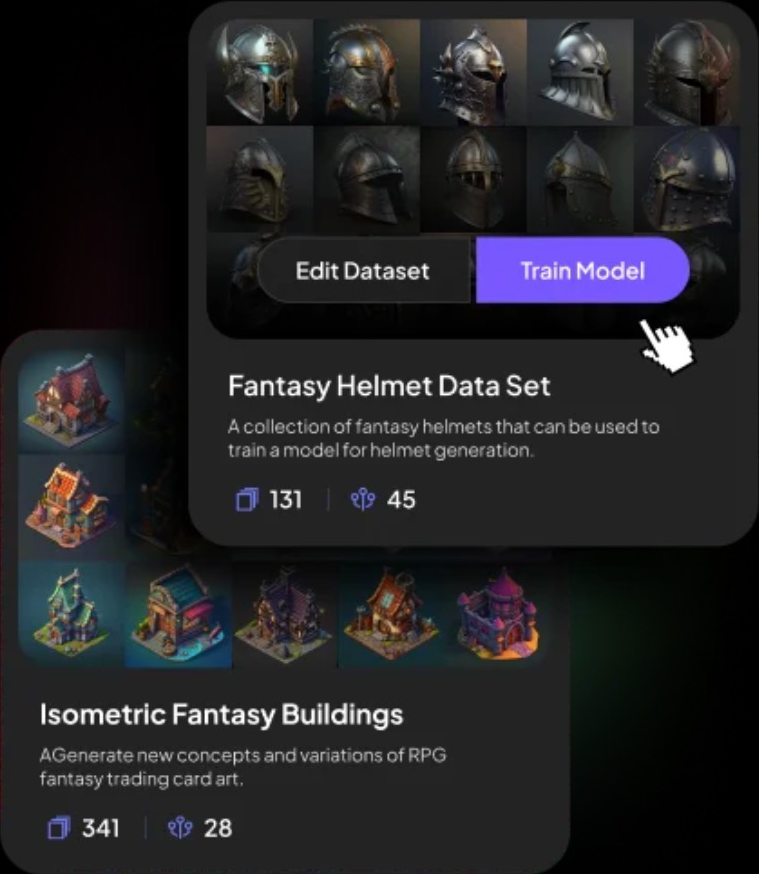 Edit Dataset
Train Model
Fantasy Helmet Data Set
A collection of fantasy helmets that can be used to
train a model for helmet generation.
131
45
Isometric Fantasy Buildings
AGenerate new concepts and variations of RPG
fantasy trading card art.
341
28